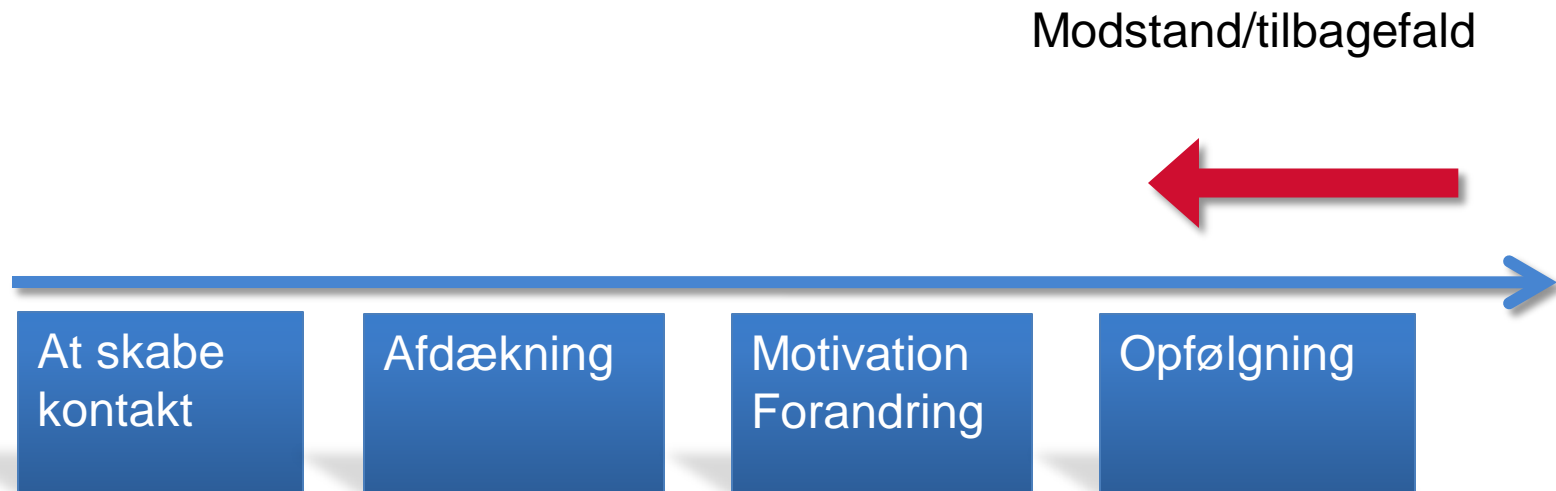 Modstand/tilbagefald
At skabe
kontakt
Afdækning
Motivation
Forandring
Opfølgning